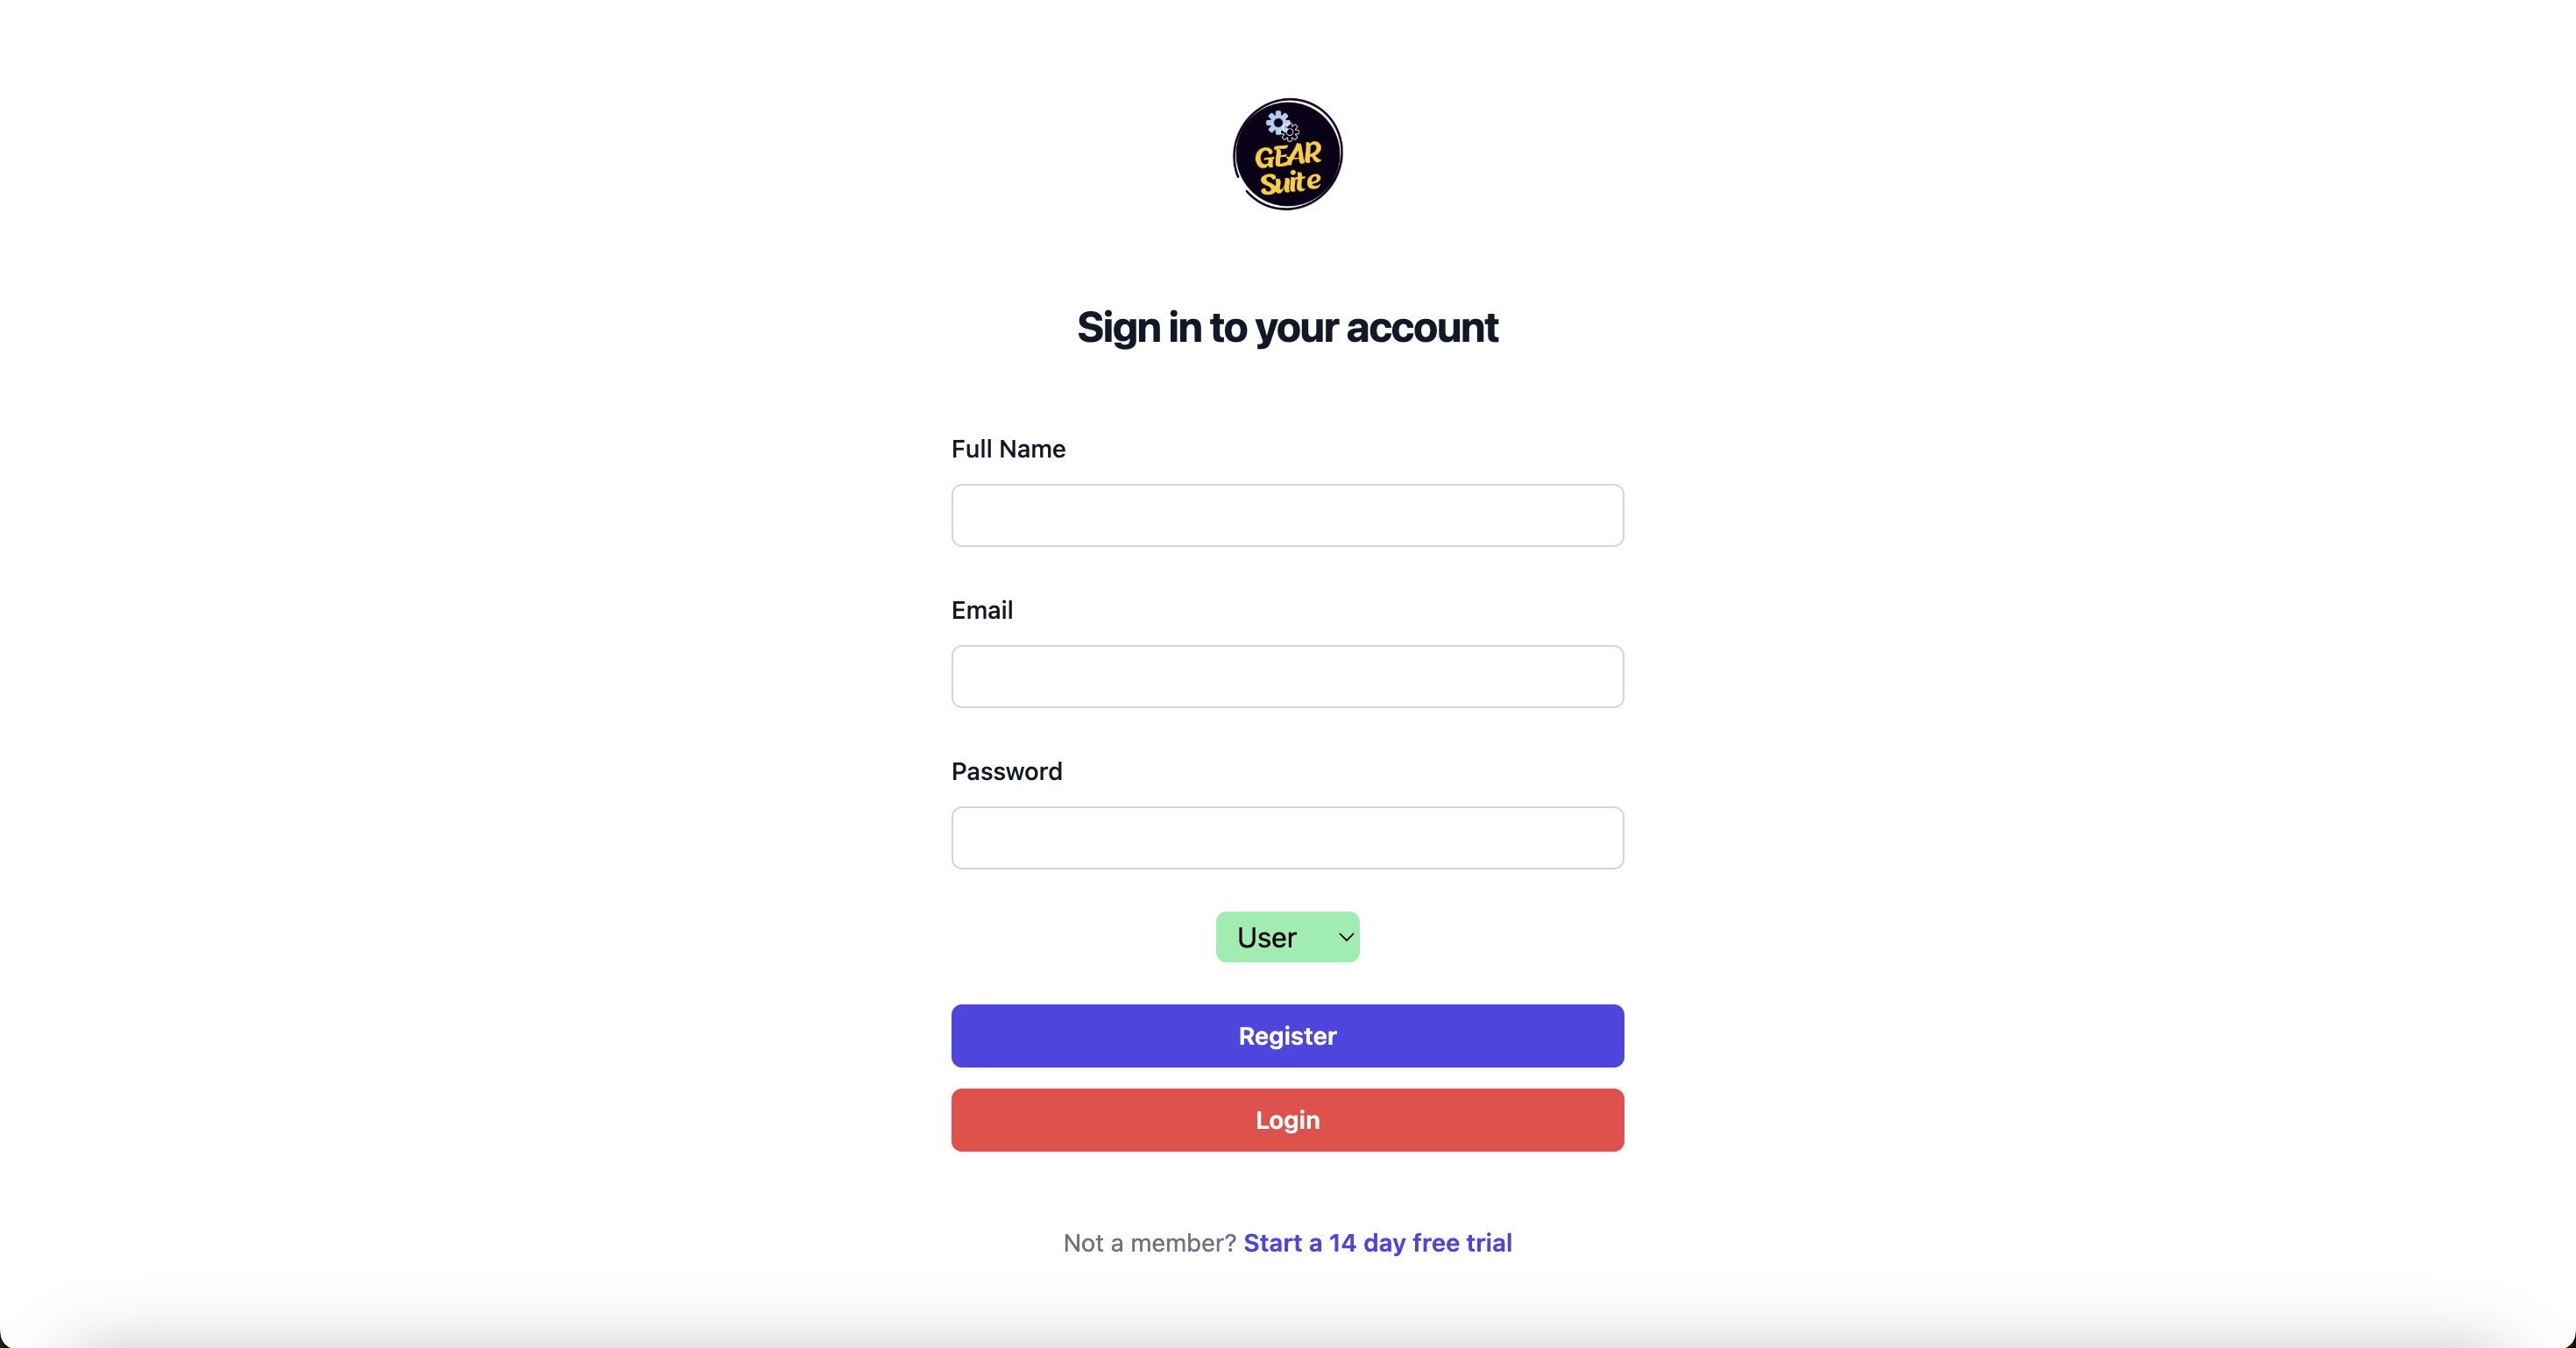 GEAR
Suite
Sign in to your account
Full Name
Email
Password
User
Register
Login
Not a member? Start a 14 day free trial